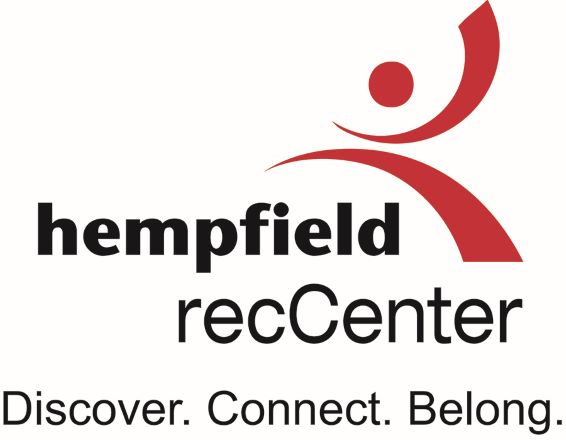 hempfield
recCenter
Discover. Connect. Belong.